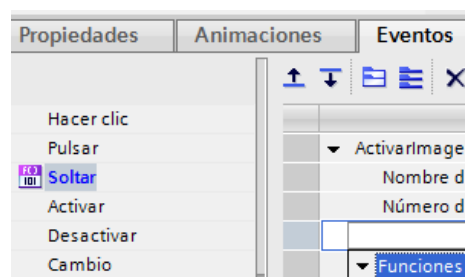 Propiedades
Animaciones
Eventos
Hacer clic
Pulsar
Soltar
Activar
Desactivar
Cambio
ActivarImage
Nombre d
Número d
Funciones